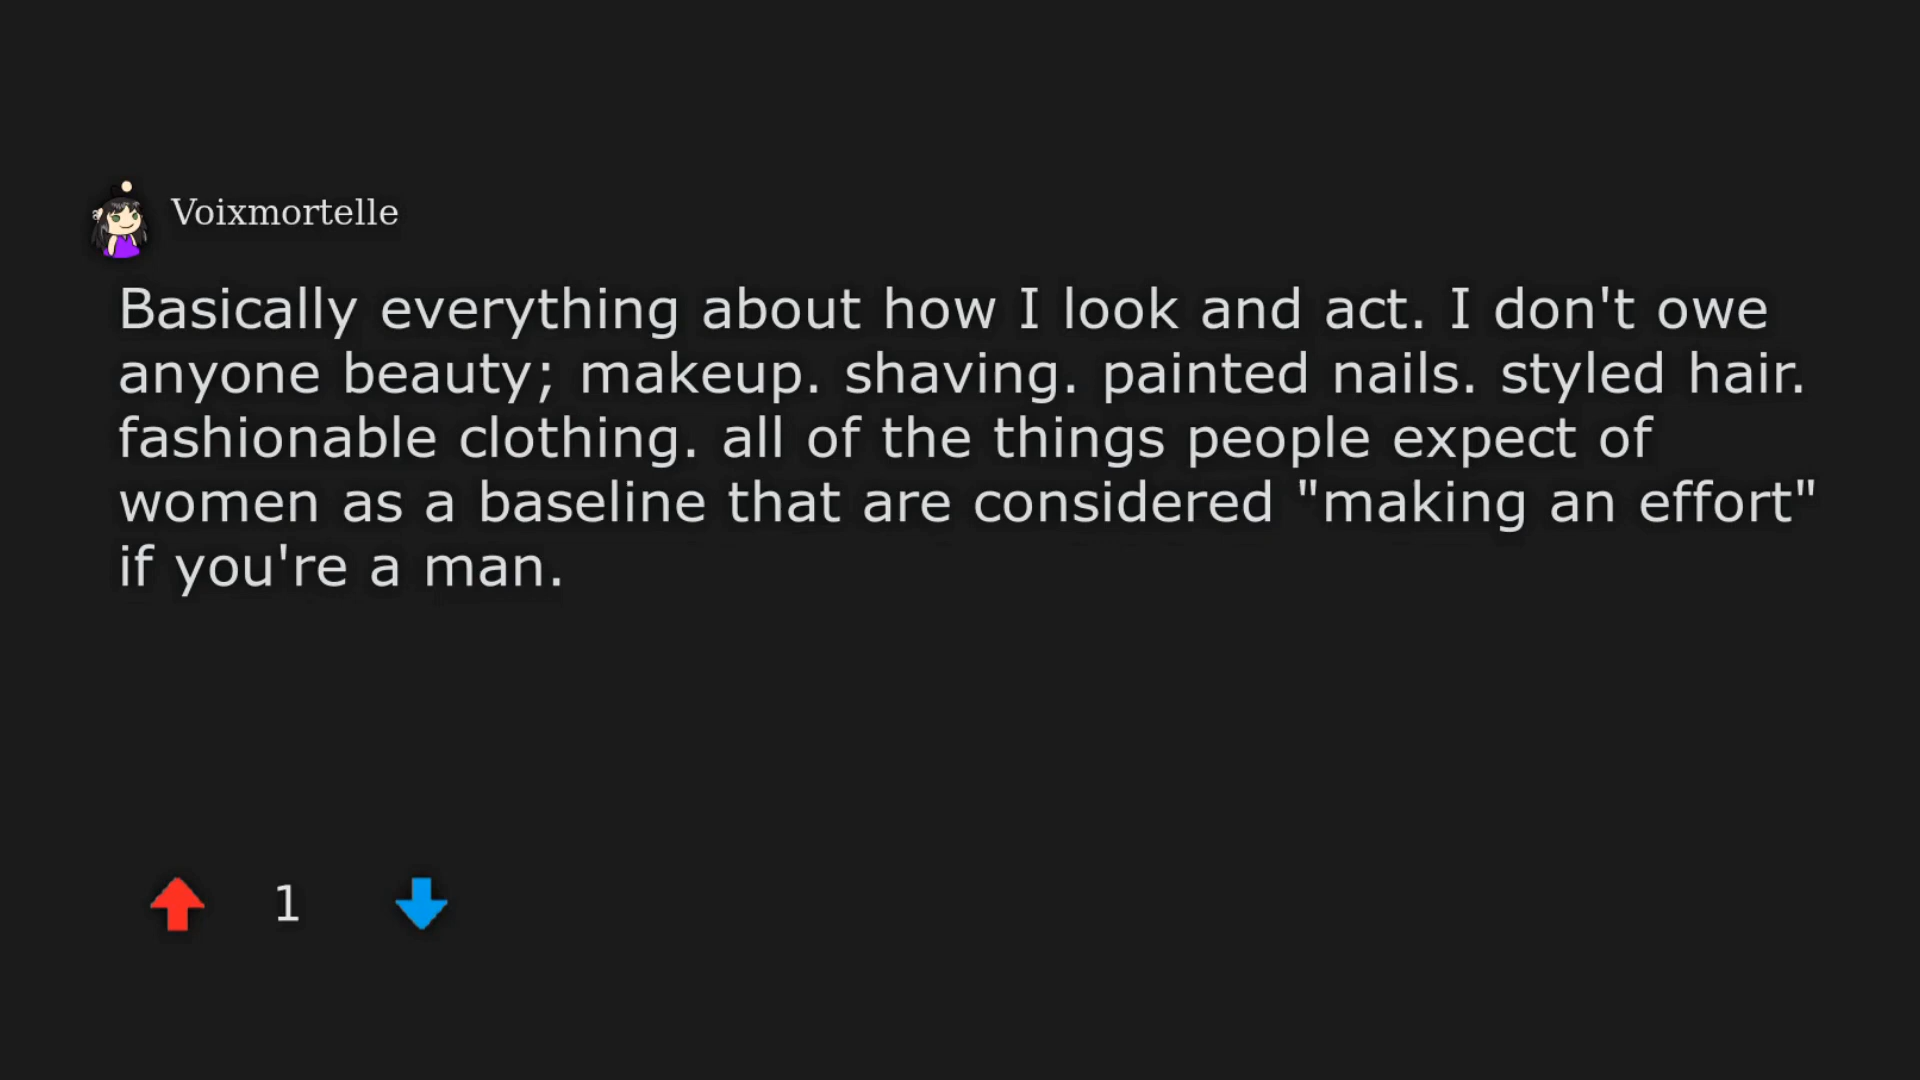 Voixmortelle
Basically everything about how I look and act. I don't owe
anyone beauty; makeup. shaving. painted nails. styled hair.
fashionable clothing. all of the things people expect of
women as a baseline that are considered "making an effort"
if you're a man.
1